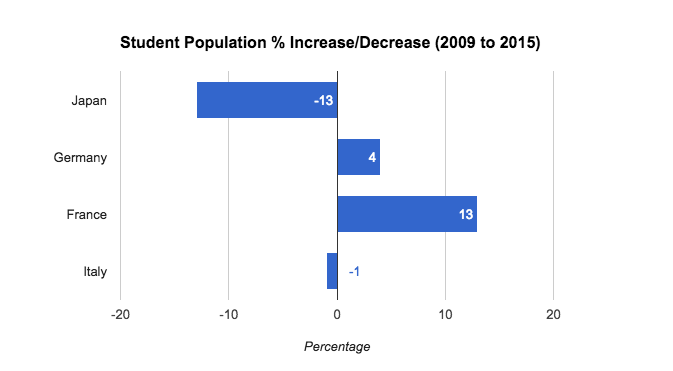 Student Population % Increase/Decrease (2009 to 2015)
Japan
-13
Germany
4
France
13
Italy
-1
-20
-10
0
10
20
Percentage